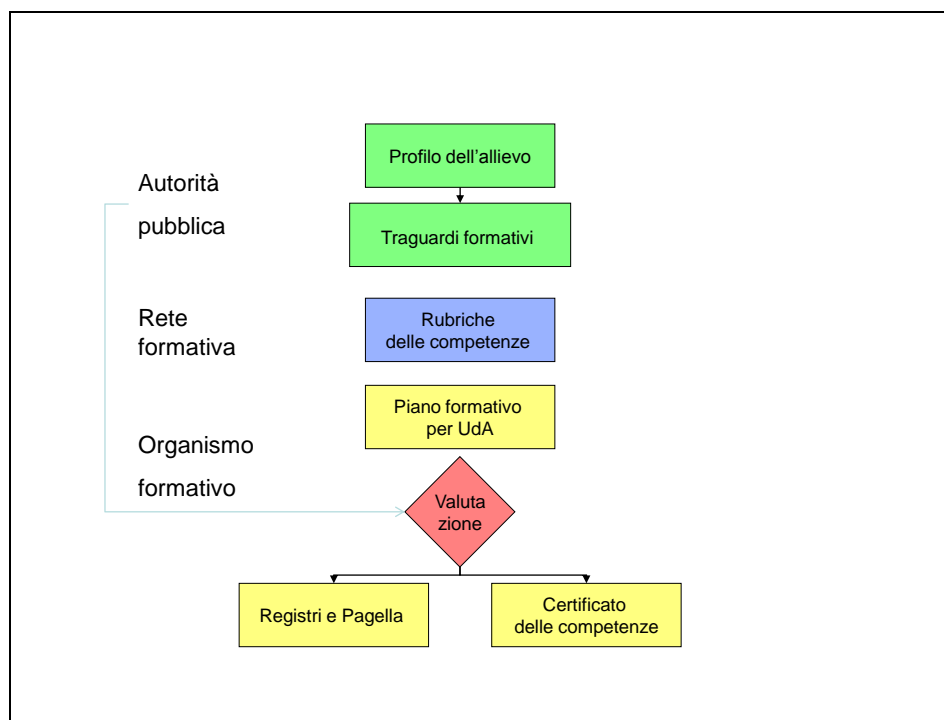 Profilo dell'allievo
Autorità
pubblica
Traguardi formativi
Rete
formativa
Rubriche
delle competenze
Piano formativo
per UdA
Organismo
formativo
Valuta
zione
Registri e Pagella
Certificato
delle competenze